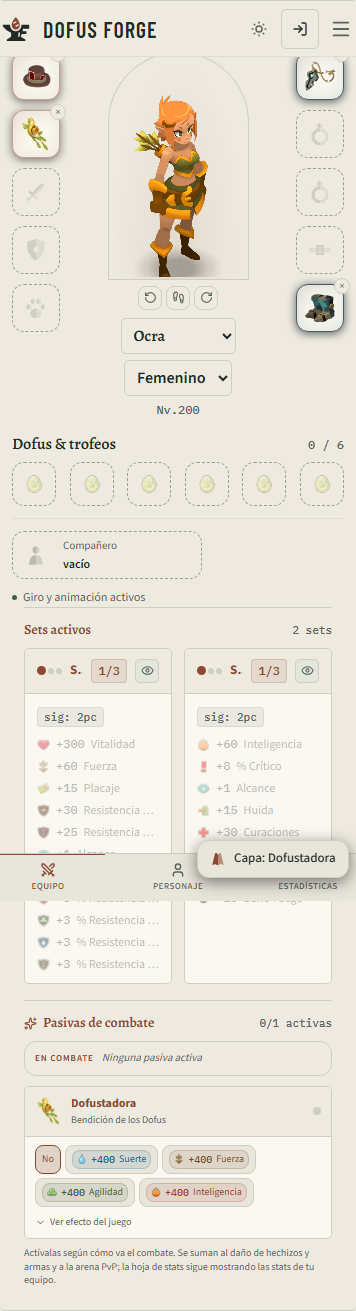 DOFUS FORGE
Ocra
Femenino
Nv.200
Dofus & trofeos
0 / 6
Compañero
vacío
Giro y animación activos
Sets activos
2 sets
S..
1/3
sig: 2pc
+300 Vitalidad
+60 Fuerza
+15 Placaje
+30 Resistencia ...
+25 Resistencia ...
+3 % Resistencia ...
+3 % Resistencia ...
+3 % Resistencia ...
S..
1/3
sig: 2pc
+60 Inteligencia
+8 % Crítico
+1 Alcance
+15 Huida
+30 Curaciones
Capa: Dofustadora
EQUIPO
PERSONAJE
ESTADÍSTICAS
Pasivas de combate
0/1 activas
EN COMBATE Ninguna pasiva activa
Dofustadora
Bendición de los Dofus
No
+400 Suerte
+400 Fuerza
+400 Agilidad
+400 Inteligencia
Ver efecto del juego
Actívalas según cómo va el combate. Se suman al daño de hechizos y
armas y a la arena PvP; la hoja de stats sigue mostrando las stats de tu
equipo.